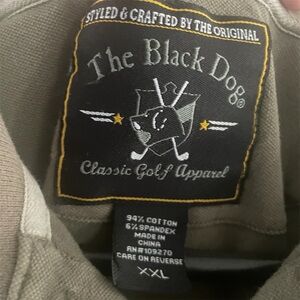 STYLED & CRAFTED BY THE ORIGINAL
The Black Dog®
Classic Golf Apparel
94% COTTON
6% SPANDEX
MADE IN
CHINA
RN#109270
CARE ON REVERSE
XXL